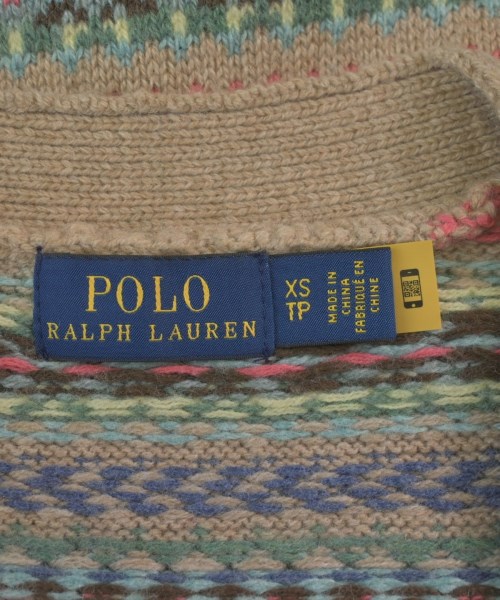 POLO
RALPH LAUREN
XS
TP
MADE IN
CHINA
FABRIQUÉ EN
CHINE